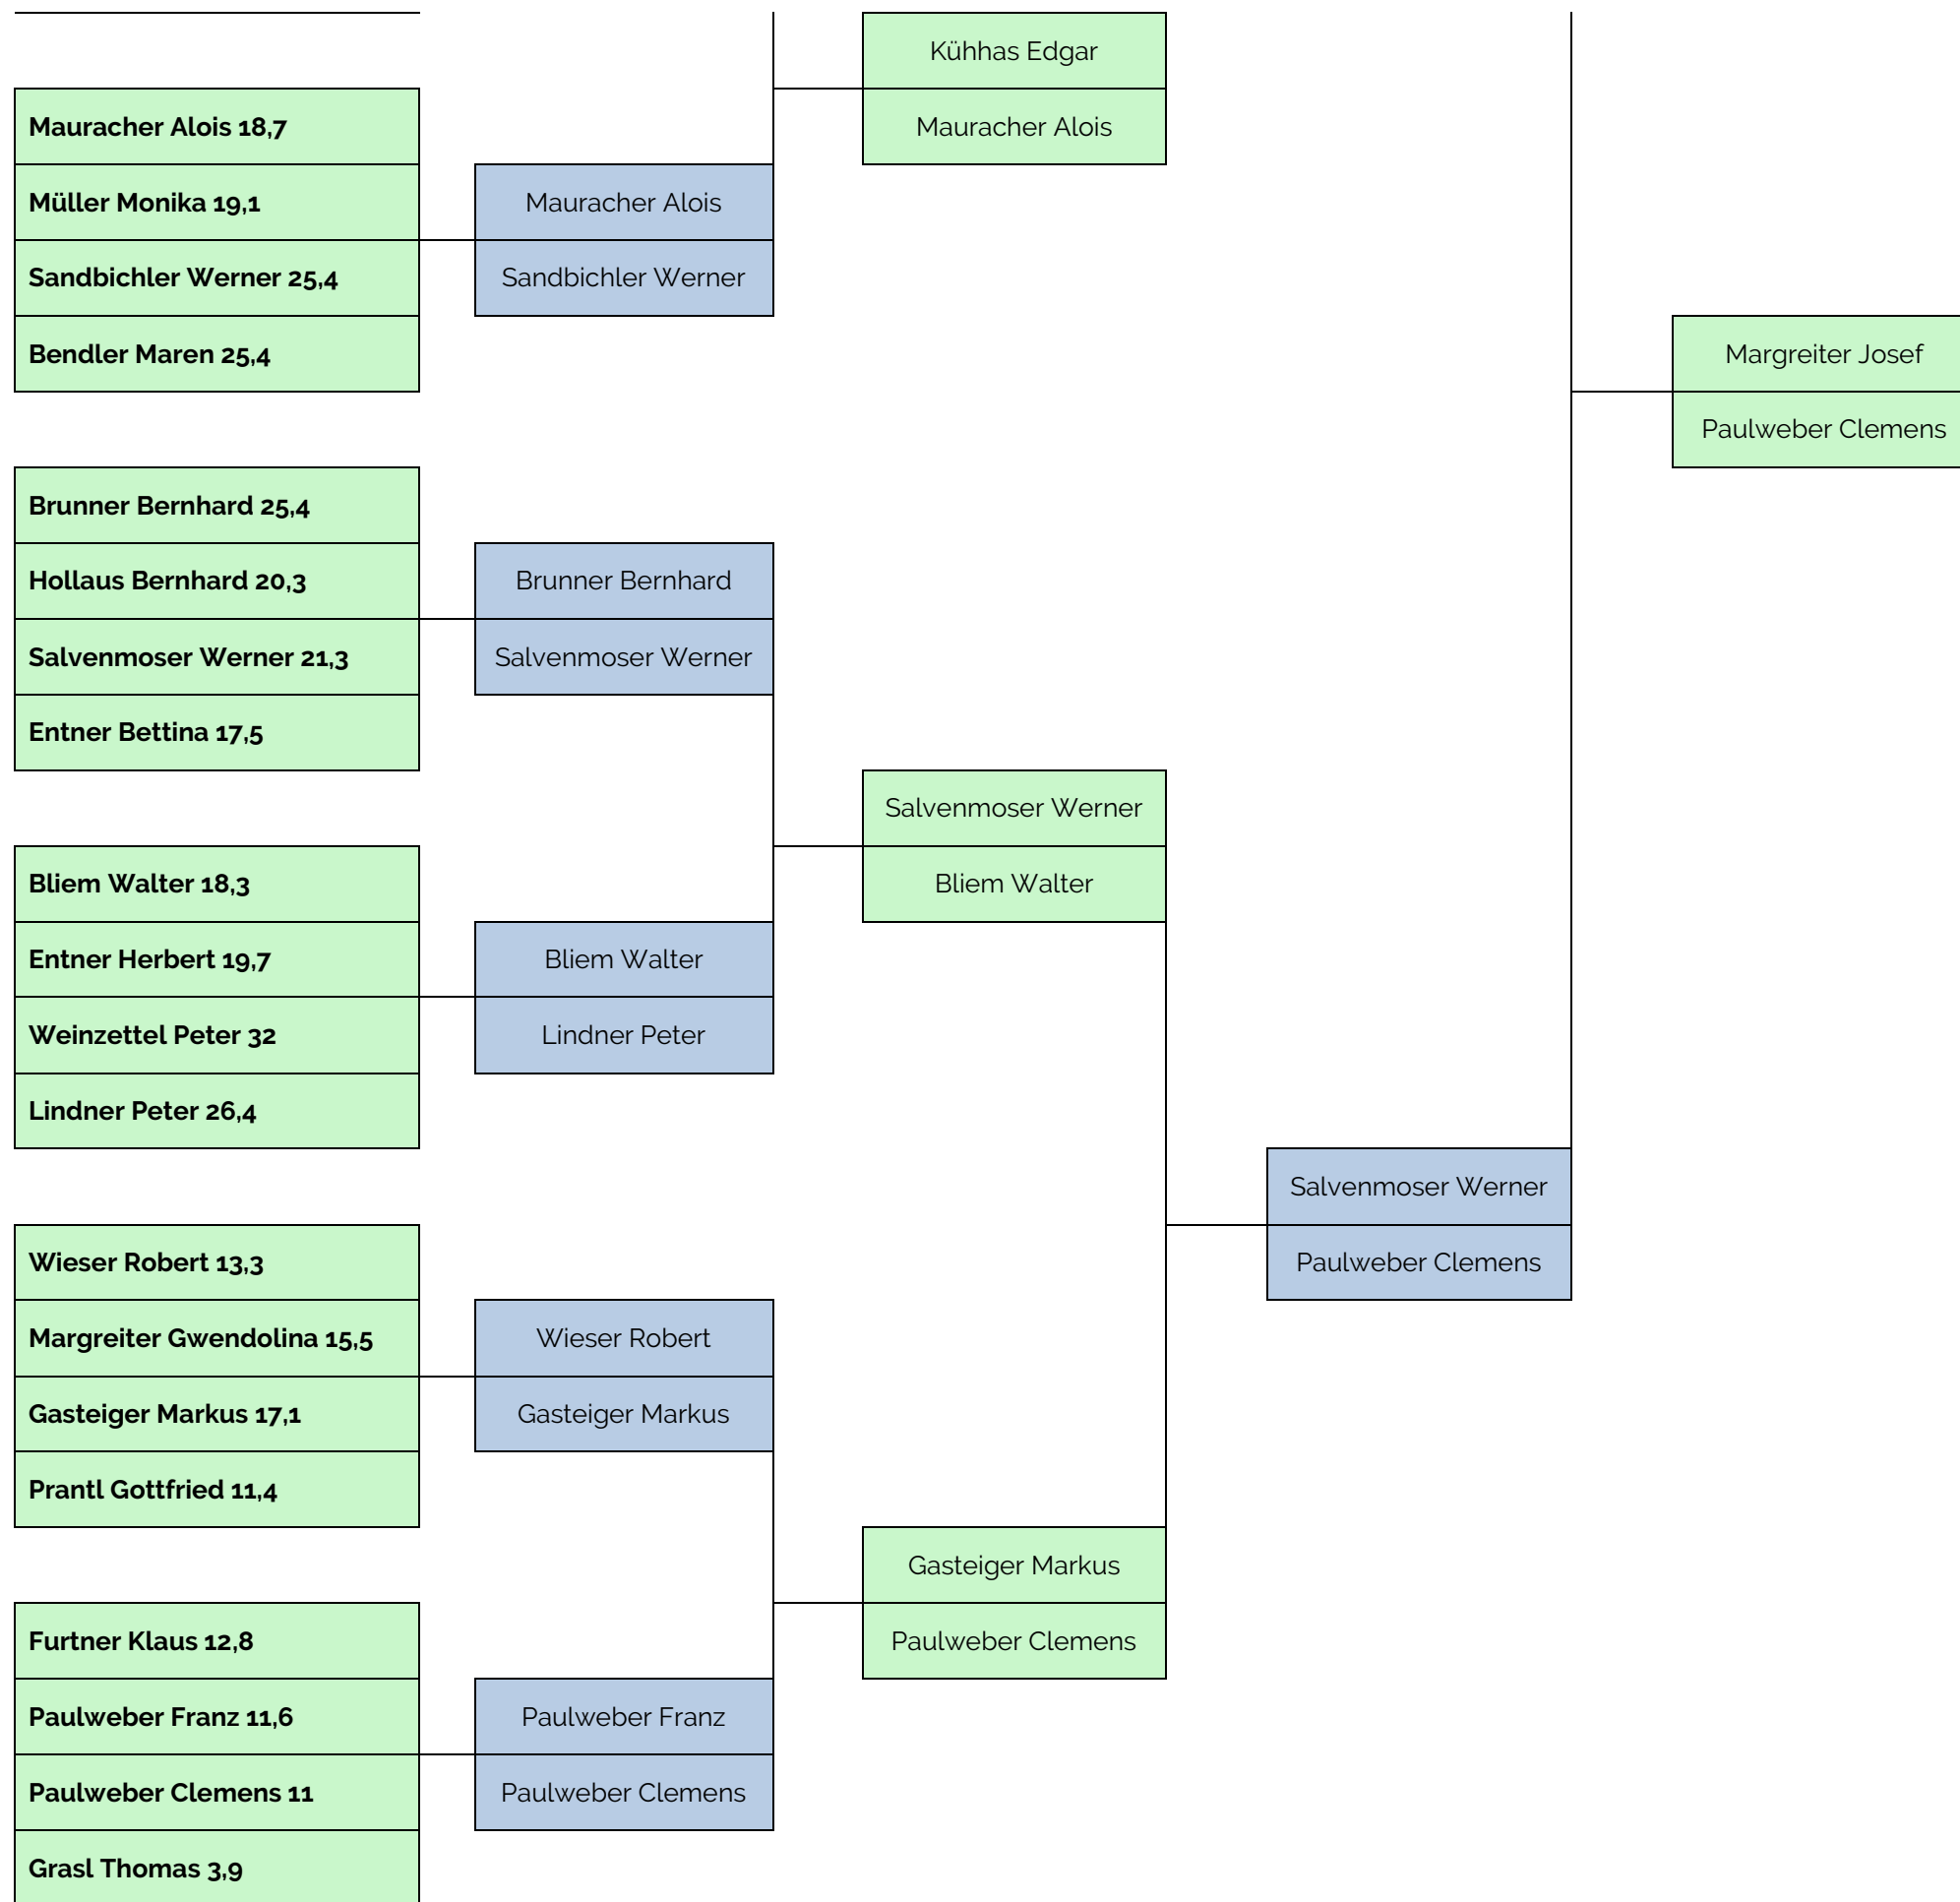 Kühhas Edgar
Mauracher Alois
Mauracher Alois 18,7
Müller Monika 19,1
Sandbichler Werner 25,4
Bendler Maren 25,4
Mauracher Alois
Sandbichler Werner
Margreiter Josef
Paulweber Clemens
Brunner Bernhard 25,4
Hollaus Bernhard 20,3
Salvenmoser Werner 21,3
Entner Bettina 17,5
Brunner Bernhard
Salvenmoser Werner
Salvenmoser Werner
Bliem Walter
Bliem Walter 18,3
Entner Herbert 19,7
Weinzettel Peter 32
Lindner Peter 26,4
Bliem Walter
Lindner Peter
Salvenmoser Werner
Paulweber Clemens
Wieser Robert 13,3
Margreiter Gwendolina 15,5
Gasteiger Markus 17,1
Prantl Gottfried 11,4
Wieser Robert
Gasteiger Markus
Gasteiger Markus
Paulweber Clemens
Furtner Klaus 12,8
Paulweber Franz 11,6
Paulweber Clemens 11
Grasl Thomas 3,9
Paulweber Franz
Paulweber Clemens